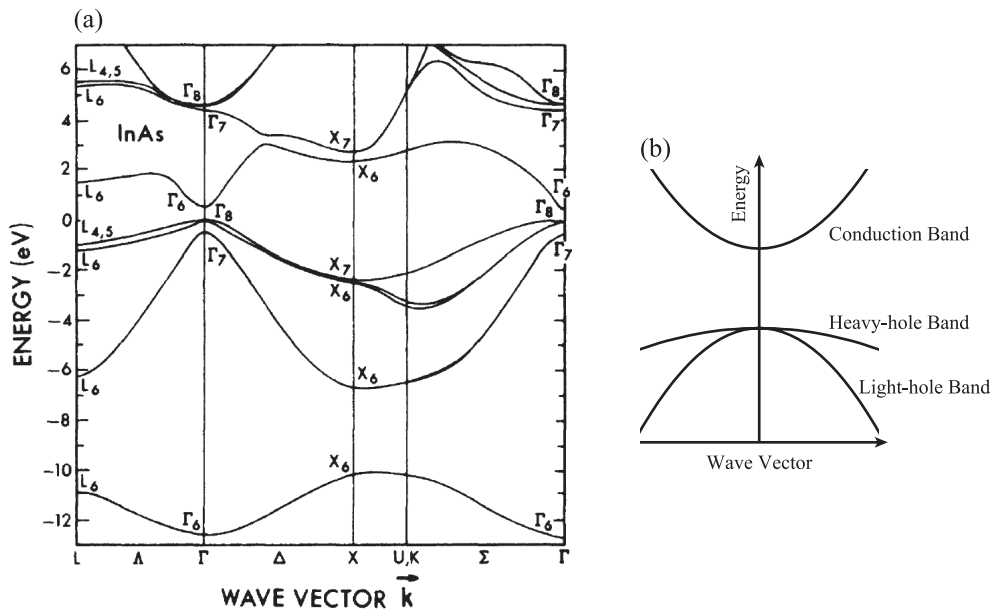 (a)
6
4
2
0
-2
-4
-6
-8
-10
-12
ENERGY (eV)
InAs
L4,5
L6
L6
L4,5
L6
L6
L6
Γ8
Γ7
Γ6
Γ8
Γ7
Γ6
X7
X6
X7
X6
X6
X6
Γ8
Γ7
Γ6
Γ8
Γ7
Γ6
L
Λ
Γ
Δ
X
U,K
Σ
Γ
WAVE VECTOR k
(b)
Energy
Conduction Band
Heavy-hole Band
Light-hole Band
Wave Vector